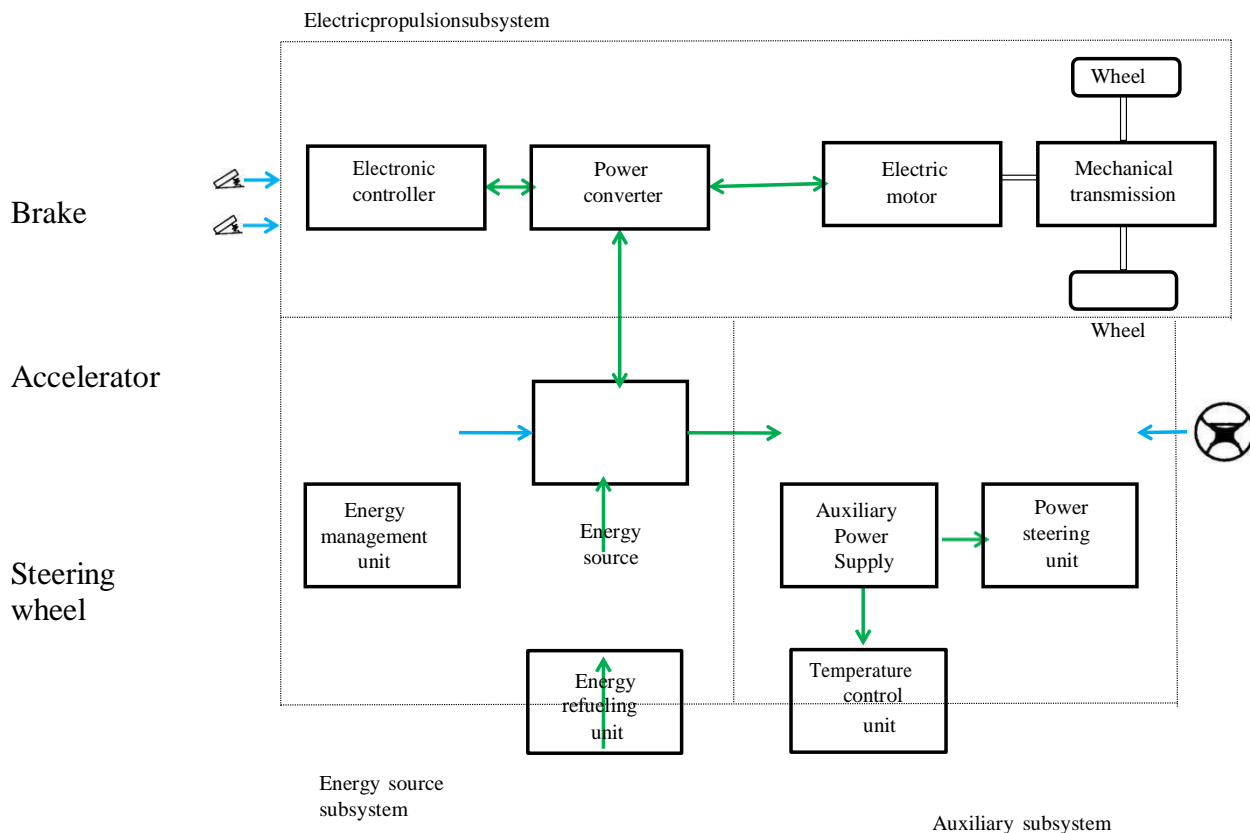 Electricpropulsionsubsystem
Wheel
Electronic
controller
Power
converter
Electric
motor
Mechanical
transmission
Brake
Wheel
Accelerator
Energy
management
unit
Energy
source
Auxiliary
Power
Supply
Power
steering
unit
Steering
wheel
Energy
refueling
unit
Temperature
control
unit
Energy source
subsystem
Auxiliary subsystem